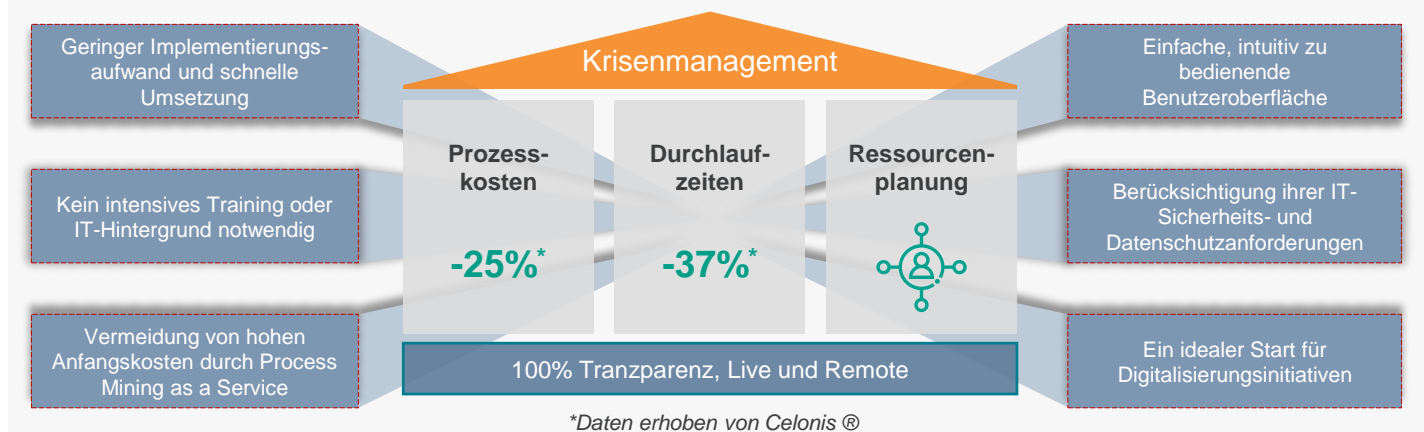 Geringer Implementierungs-
aufwand und schnelle
Umsetzung
Kein intensives Training oder
IT-Hintergrund notwendig
Vermeidung von hohen
Anfangskosten durch Process
Mining as a Service
Krisenmanagement
Prozess-
kosten
-25%*
Durchlauf-
zeiten
-37%*
Ressourcen-
planung
100% Tranzparenz, Live und Remote
*Daten erhoben von Celonis ®
Einfache, intuitiv zu
bedienende
Benutzeroberfläche
Berücksichtigung ihrer IT-
Sicherheits- und
Datenschutzanforderungen
Ein idealer Start für
Digitalisierungsinitiativen